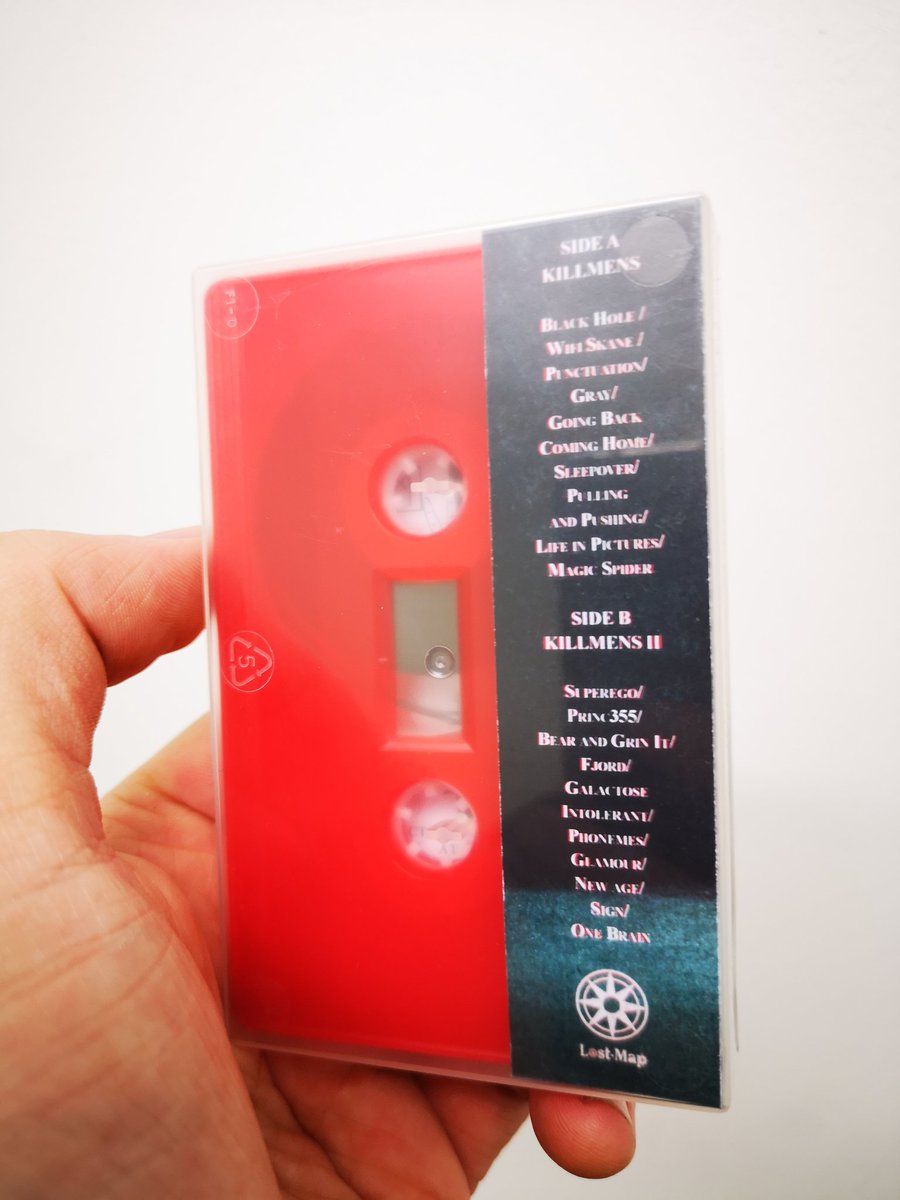 SIDE A
KILLMENS
BLACK HOLE /
WIFI SKANE /
PUNCTUATION/
GRAY/
GOING BACK
COMING HOME/
SLEEPOVER/
PULLING
AND PUSHING/
LIFE IN PICTURES/
MAGIC SPIDER
SIDE B
KILLMENS II
SUPEREGO/
PRINC355/
BEAR AND GRIN IT/
FJORD/
GALACTOSE
INTOLERANT/
PHONEMES/
GLAMOUR/
NEW AGE/
SIGN/
ONE BRAIN
Lost Map
5